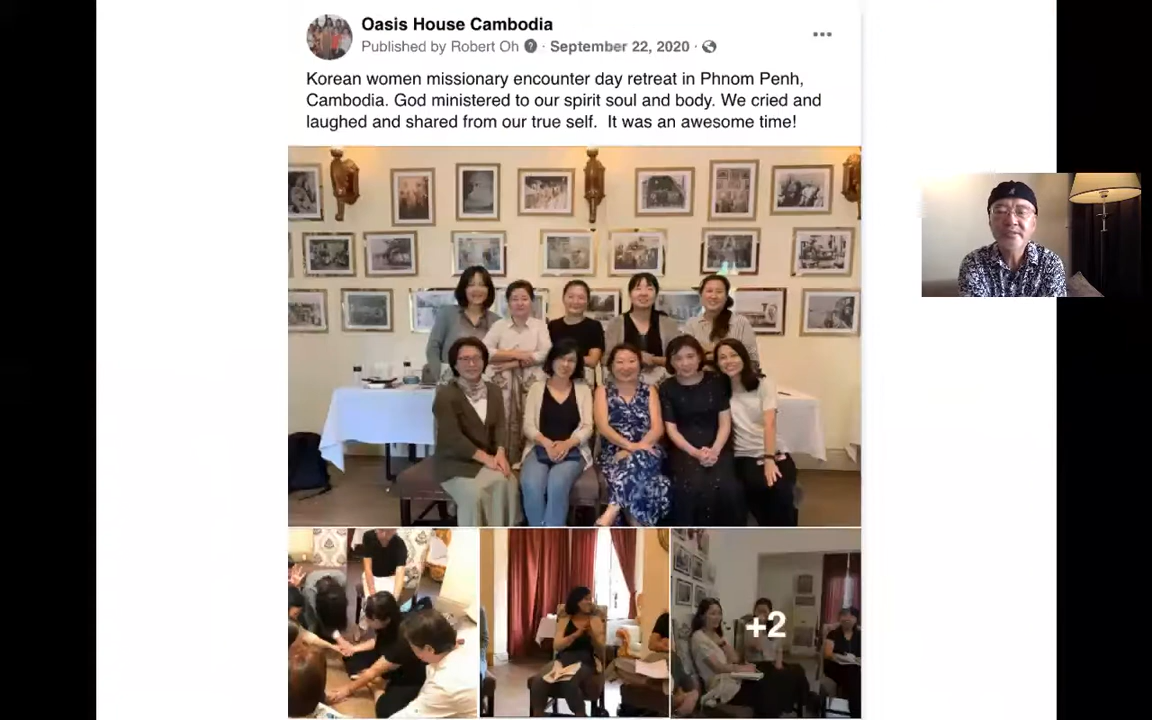 Oasis House Cambodia
Published by Robert Oh · September 22, 2020 ·
Korean women missionary encounter day retreat in Phnom Penh,
Cambodia. God ministered to our spirit soul and body. We cried and
laughed and shared from our true self.  It was an awesome time!
+2